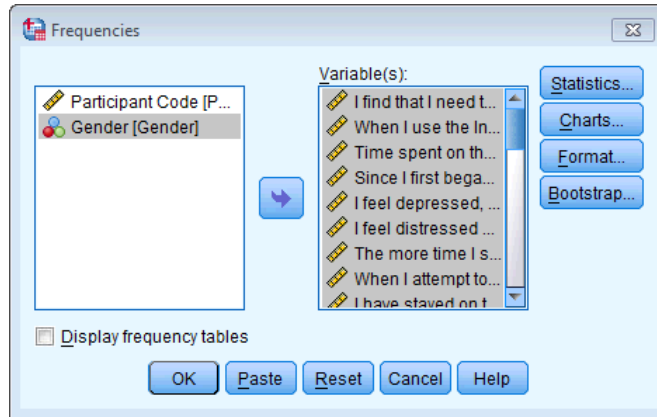 Frequencies
Variable(s):
Participant Code [P...
Gender [Gender]
I find that I need t...
When I use the In...
Time spent on th...
Since I first bega...
I feel depressed, ...
I feel distressed ...
The more time I s...
When I attempt to...
I have stayed on t
Statistics...
Charts...
Format...
Bootstrap...
Display frequency tables
OK Paste Reset Cancel Help